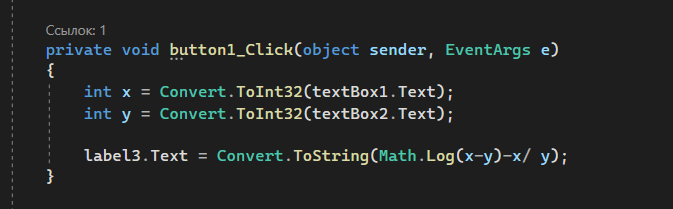 Ссылок: 1
private void button1_Click(object sender, EventArgs e)
{
int x = Convert.ToInt32(textBox1.Text);
int y = Convert.ToInt32(textBox2.Text);
label3.Text = Convert.ToString(Math.Log(x-y)-x/ y);
}